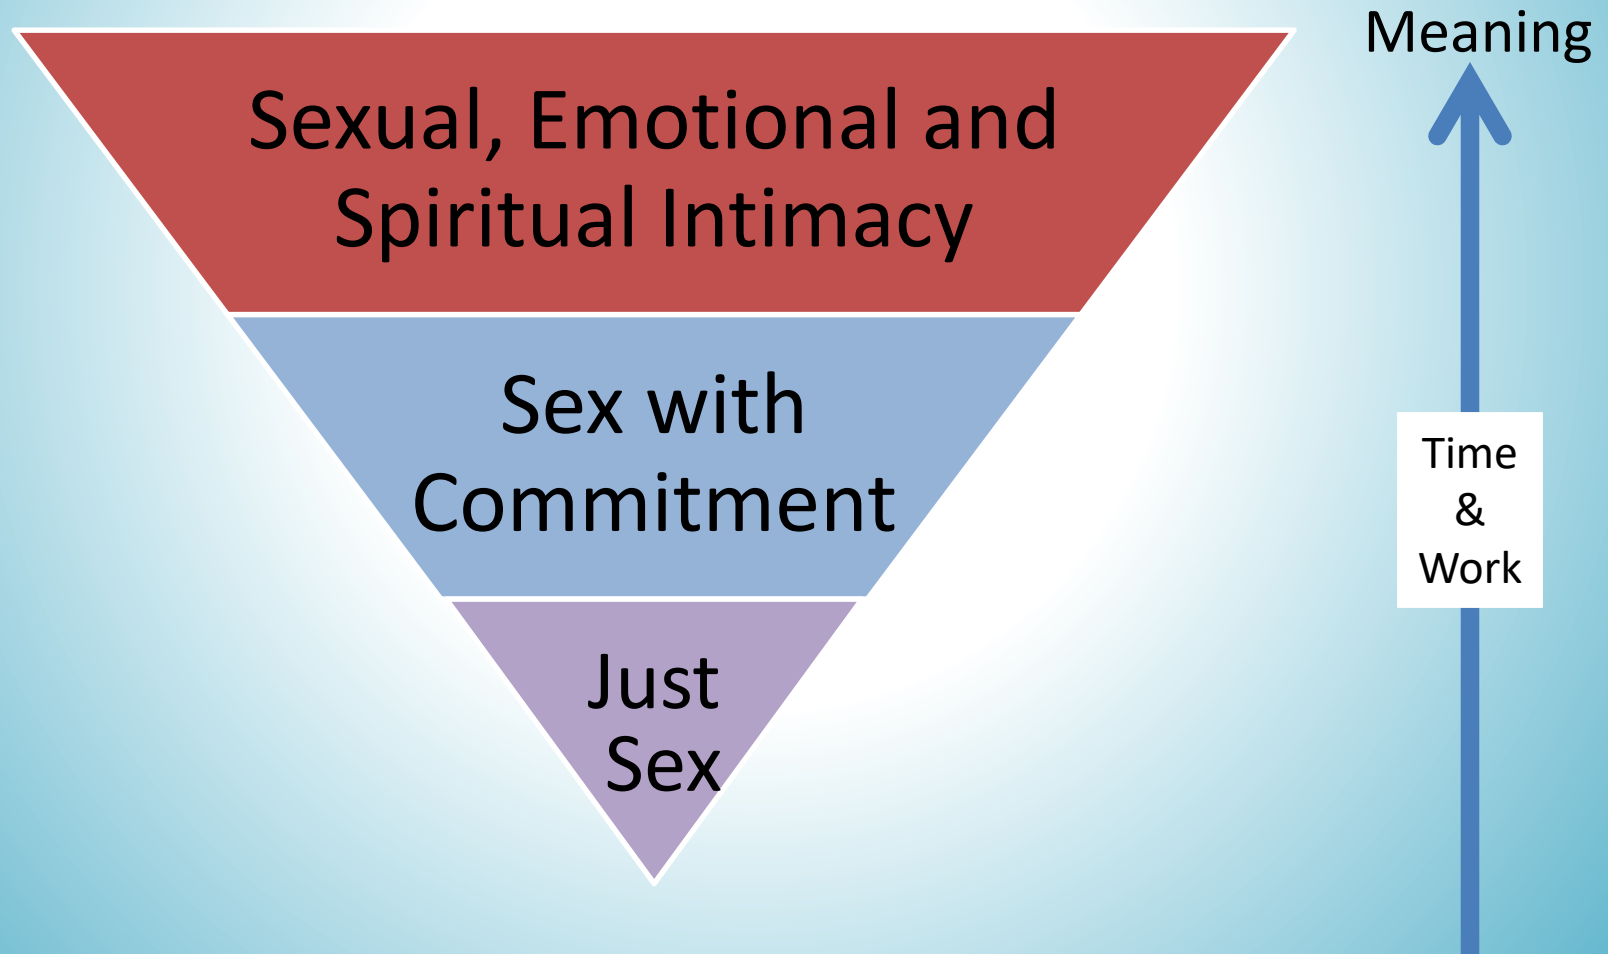 Meaning
Sexual, Emotional and
Spiritual Intimacy
Sex with
Commitment
Time
&
Work
Just
Sex